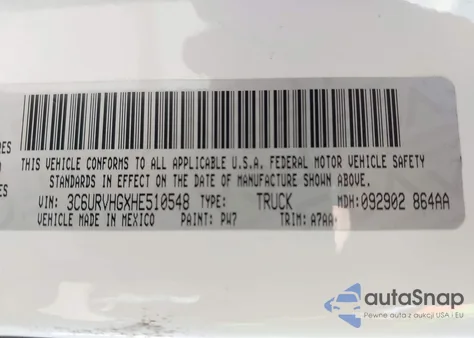 RES
THIS VEHICLE CONFORMS TO ALL APPLICABLE U.S.A. FEDERAL MOTOR VEHICLE SAFETY
STANDARDS IN EFFECT ON THE DATE OF MANUFACTURE SHOWN ABOVE.
VIN: 3C6URVHGXHE510548 TYPE: TRUCK MDH: 092902 864AA
VEHICLE MADE IN MEXICO PAINT: PW7 TRIM: A7AA
autoSnap
Pewne auta z aukcji USA i EU